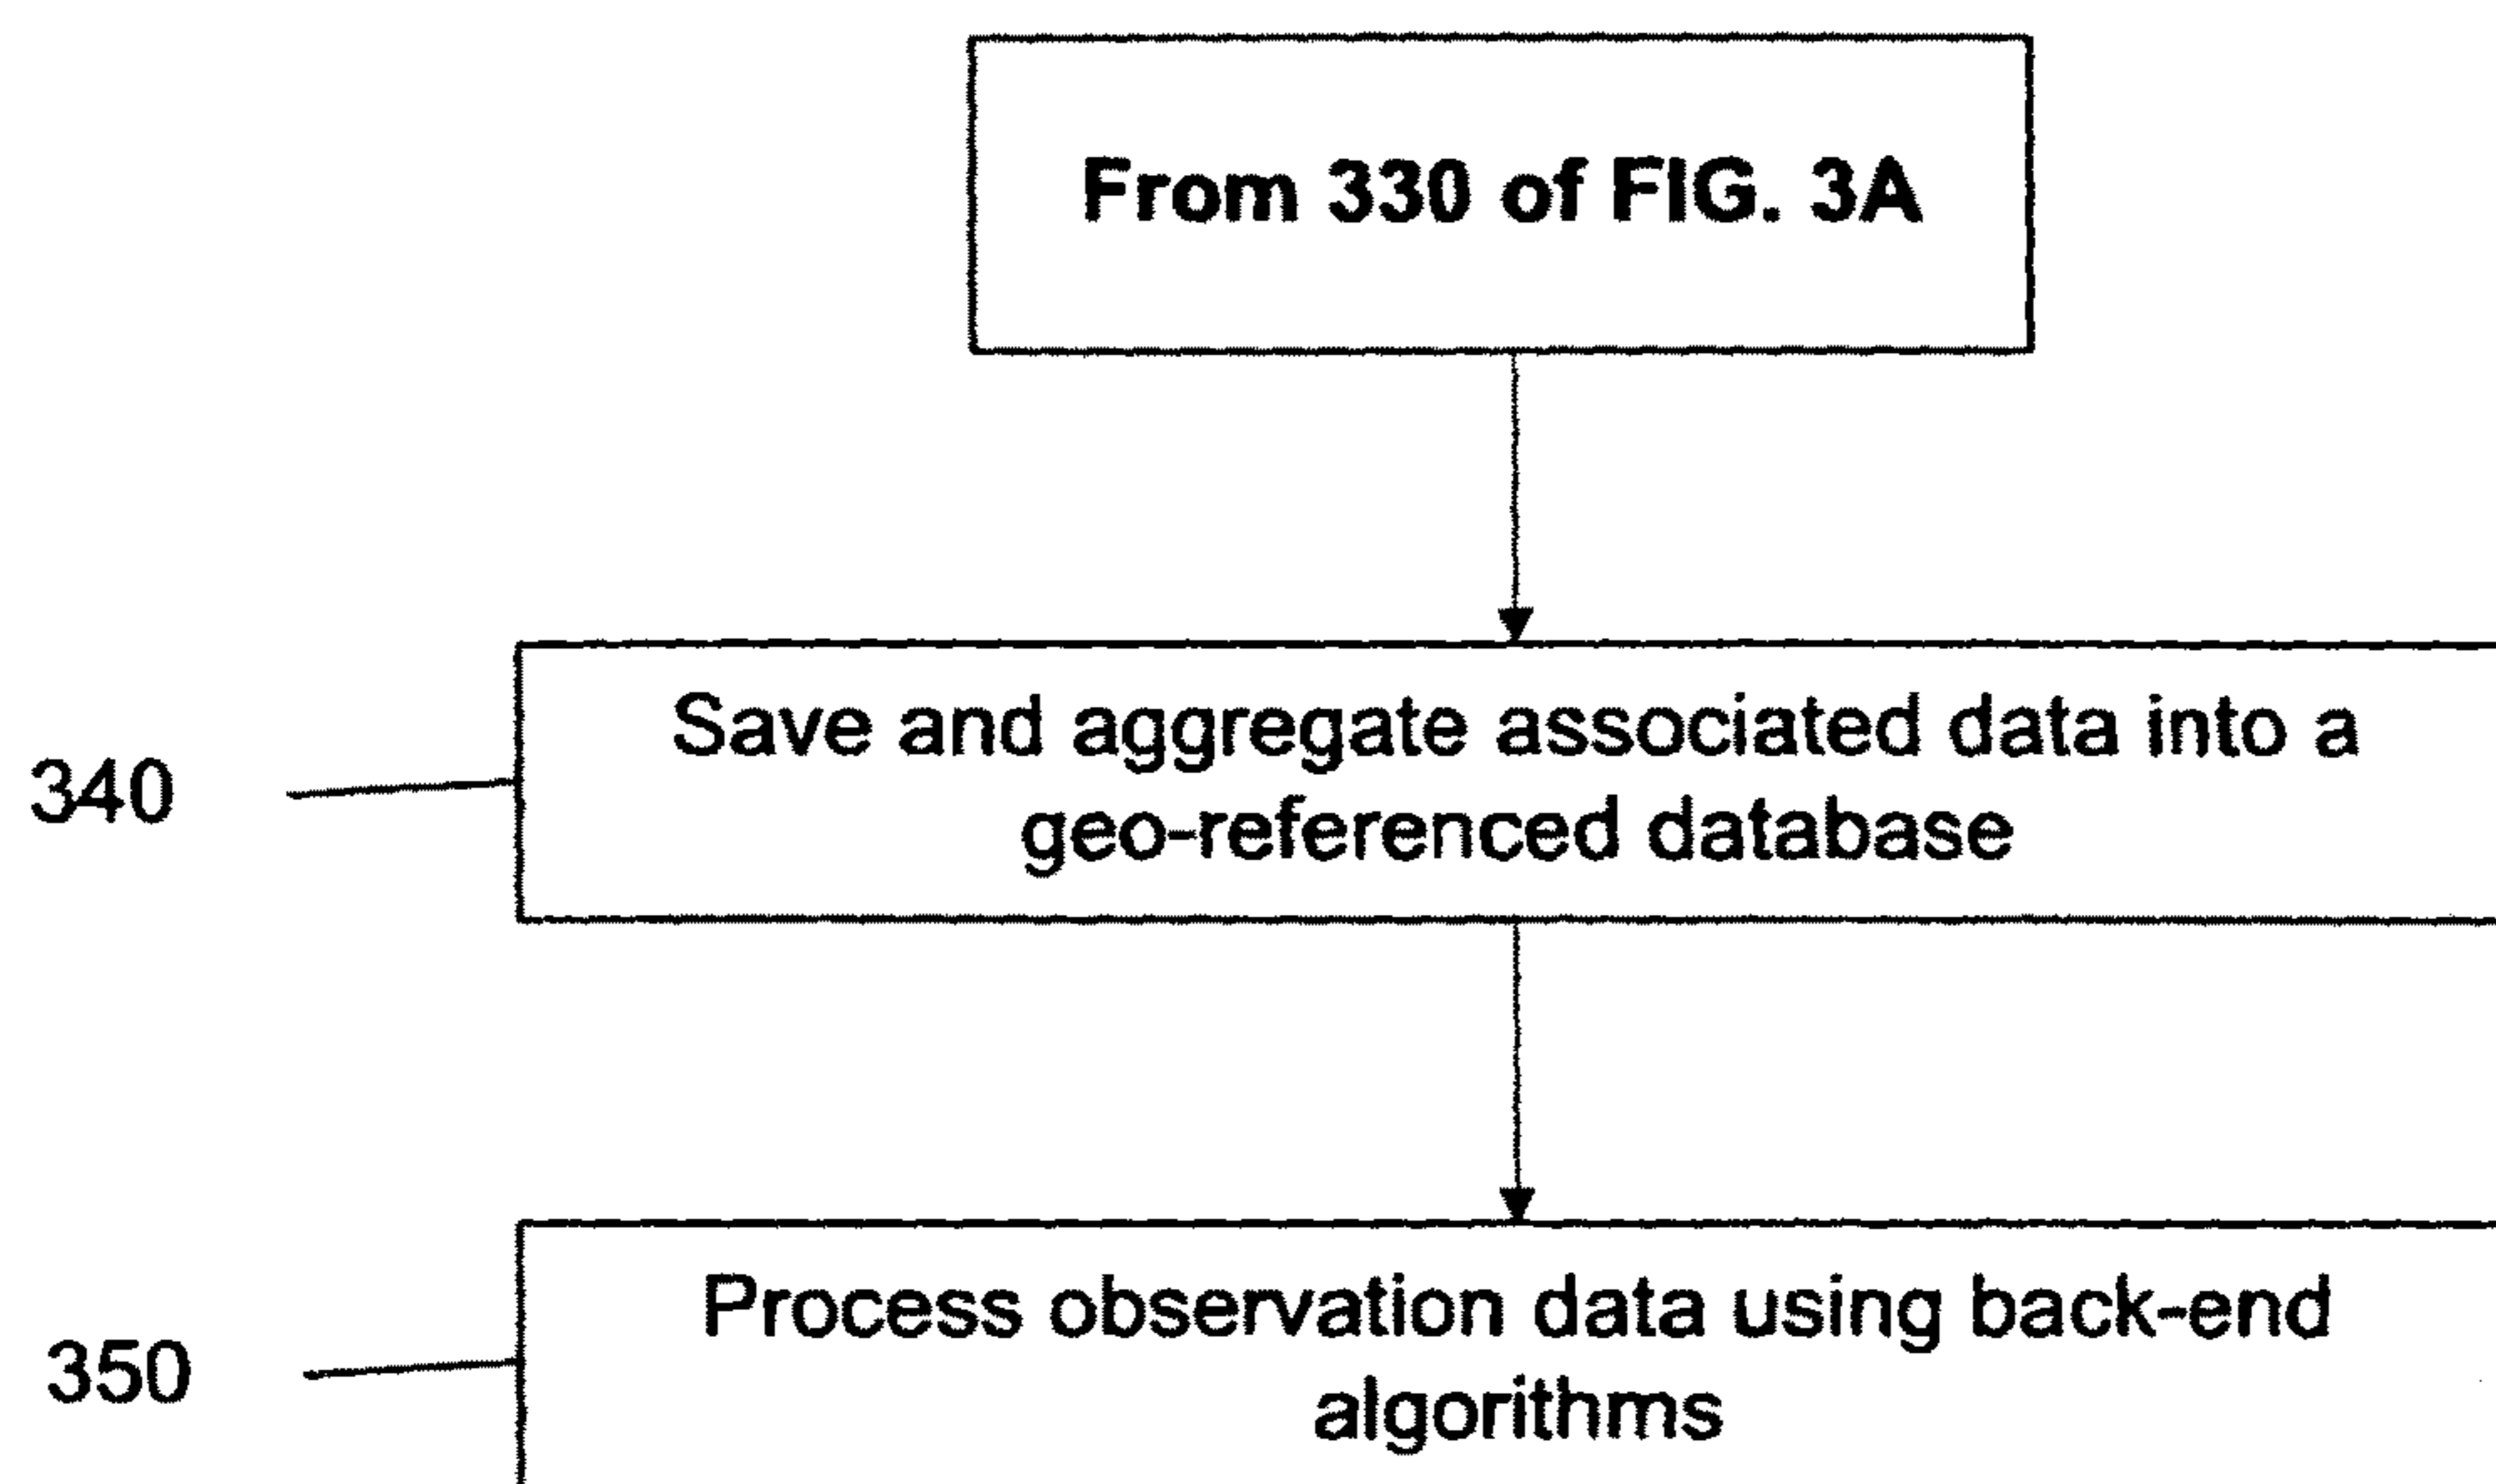 From 330 of FIG. 3A
340
Save and aggregate associated data into a
geo-referenced database
350
Process observation data using back-end
algorithms